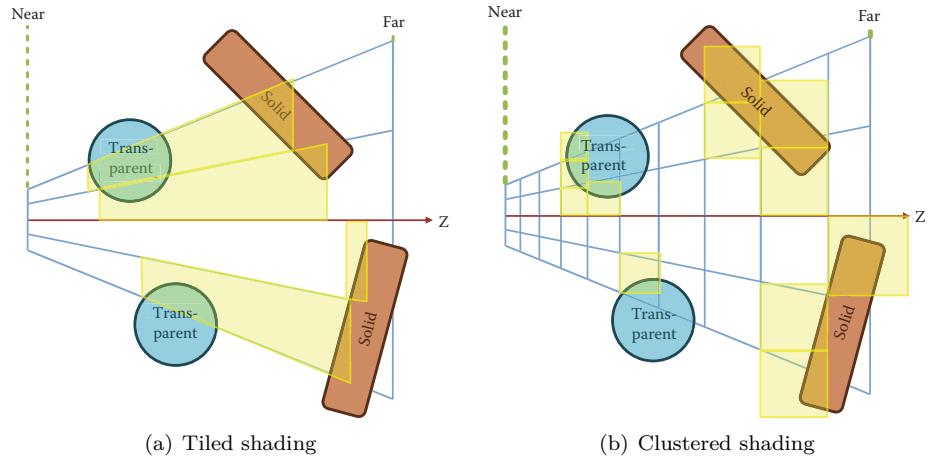 Near
Far
Solid
Trans-
parent
Z
Trans-
parent
Solid
(a) Tiled shading
Near
Far
Solid
Trans-
parent
Z
Trans-
parent
Solid
(b) Clustered shading